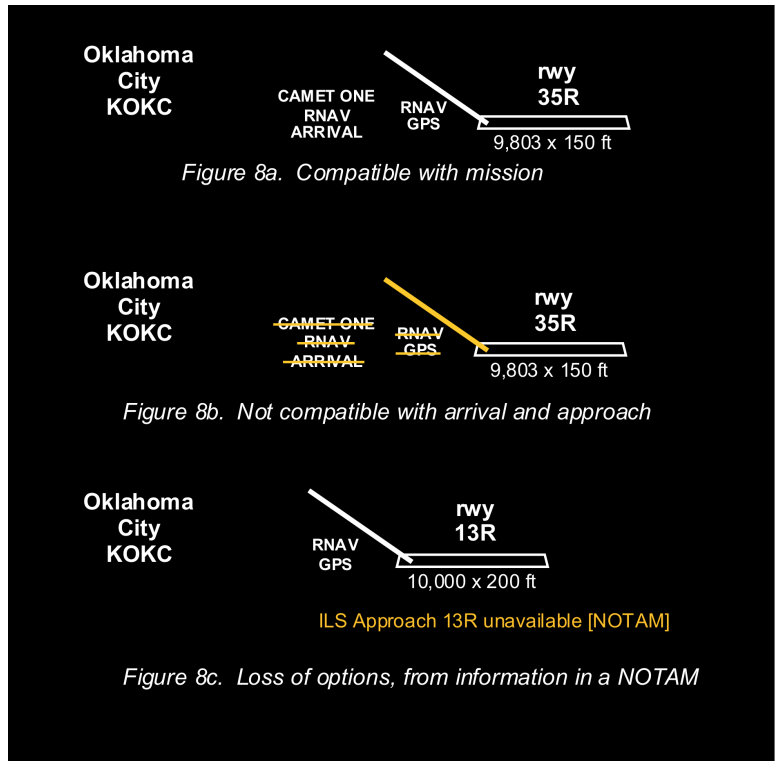 Oklahoma
City
KOKC
CAMET ONE
RNAV
ARRIVAL
RNAV
GPS
rwy
35R
9,803 x 150 ft
Figure 8a. Compatible with mission
Oklahoma
City
KOKC
CAMET ONE
RNAV
ARRIVAL
RNAV
GPS
rwy
35R
9,803 x 150 ft
Figure 8b. Not compatible with arrival and approach
Oklahoma
City
KOKC
RNAV
GPS
rwy
13R
10,000 x 200 ft
ILS Approach 13R unavailable [NOTAM]
Figure 8c. Loss of options, from information in a NOTAM